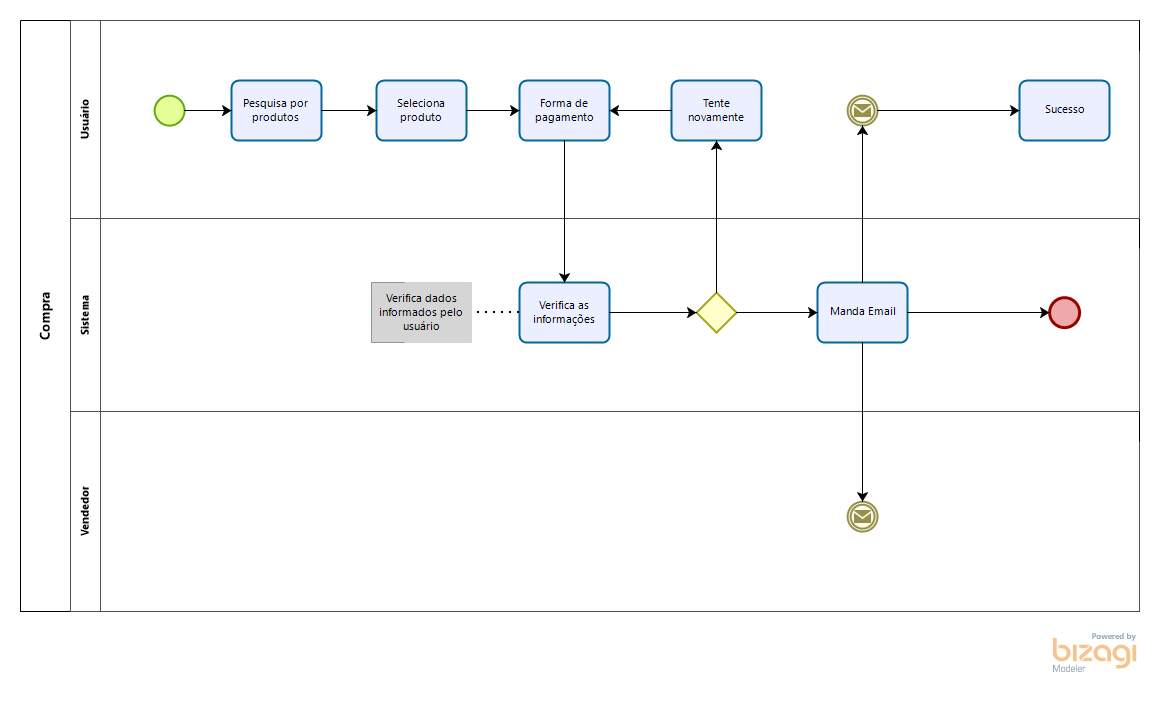 Compra
Usuário
Pesquisa por
produtos
Seleciona
produto
Forma de
pagamento
Tente
novamente
Sucesso
Sistema
Verifica dados
informados pelo
usuário
Verifica as
informações
Manda Email
Vendedor
Powered by
bizagi
Modeler